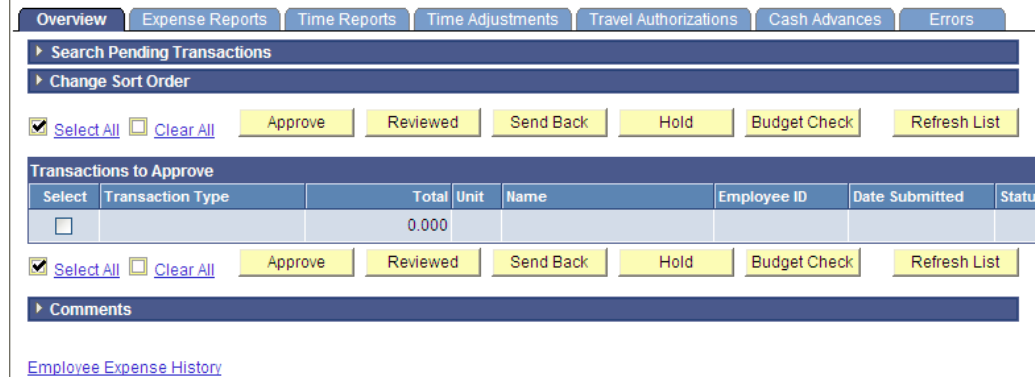 Overview Expense Reports Time Reports Time Adjustments Travel Authorizations Cash Advances Errors
Search Pending Transactions
Change Sort Order
Select All Clear All Approve Reviewed Send Back Hold Budget Check Refresh List
Transactions to Approve
Select Transaction Type Total Unit Name Employee ID Date Submitted Statu
0.000
Select All Clear All Approve Reviewed Send Back Hold Budget Check Refresh List
Comments
Employee Expense History